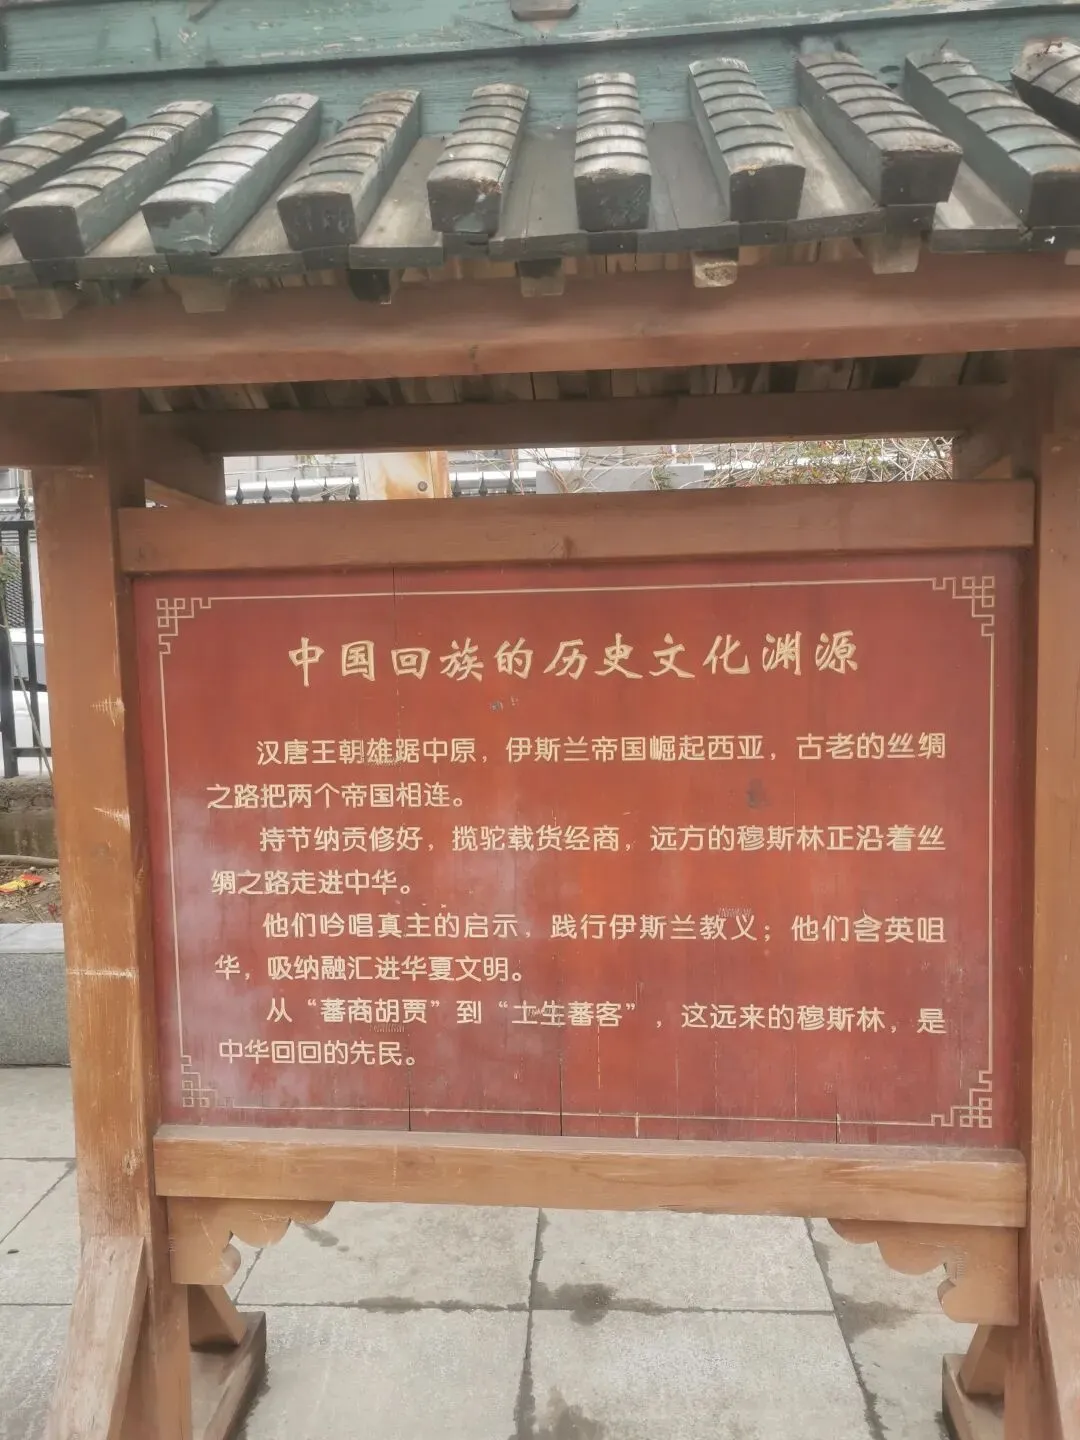 中国回族的历史文化渊源
汉唐王朝雄踞中原，伊斯兰帝国崛起西亚，古老的丝绸
之路把两个帝国相连。
持节纳贡修好，揽驼载货经商，远方的穆斯林正沿着丝
绸之路走进中华。
他们吟唱真主的启示，践行伊斯兰教义；他们含英咀
华，吸纳融汇进华夏文明。
从“蕃商胡贾”到“土生蕃客”，这远来的穆斯林，是
中华回回的先民。